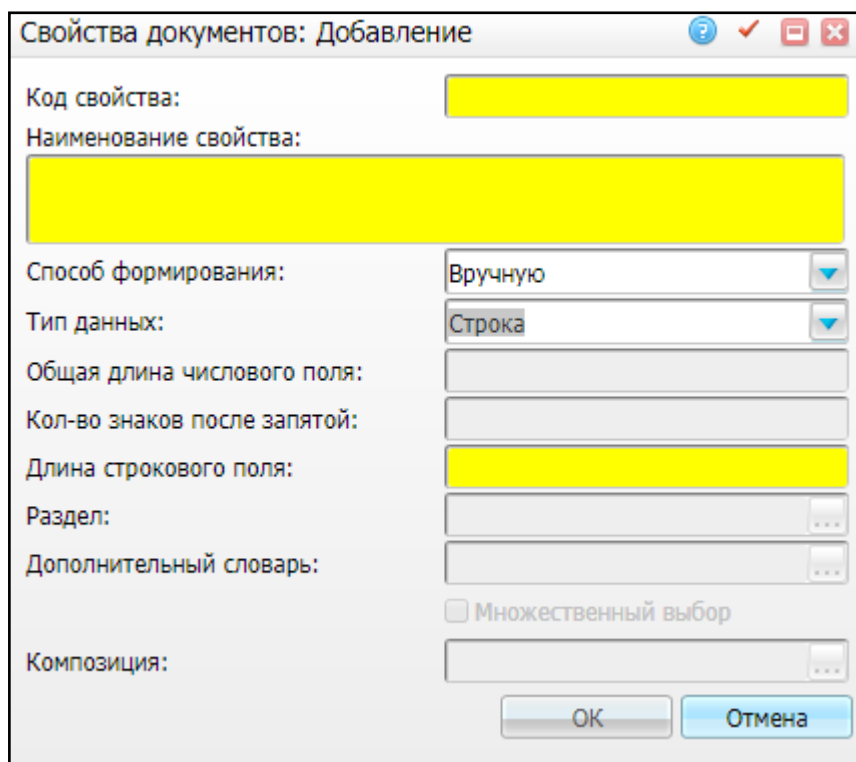 Свойства документов: Добавление
Код свойства:
Наименование свойства:
Способ формирования: Вручную
Тип данных: Строка
Общая длина числового поля:
Кол-во знаков после запятой:
Длина строкового поля:
Раздел: ...
Дополнительный словарь: ...
Множественный выбор
Композиция: ...
ОК Отмена